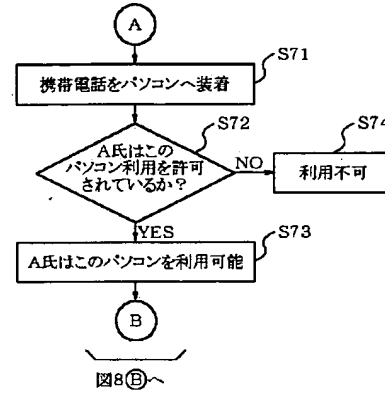 A
S71
携帯電話をパソコンへ装着
S72
A氏はこの
パソコン利用を許可
されているか?
NO
S74
利用不可
YES
S73
A氏はこのパソコンを利用可能
B
図8Ⓑへ